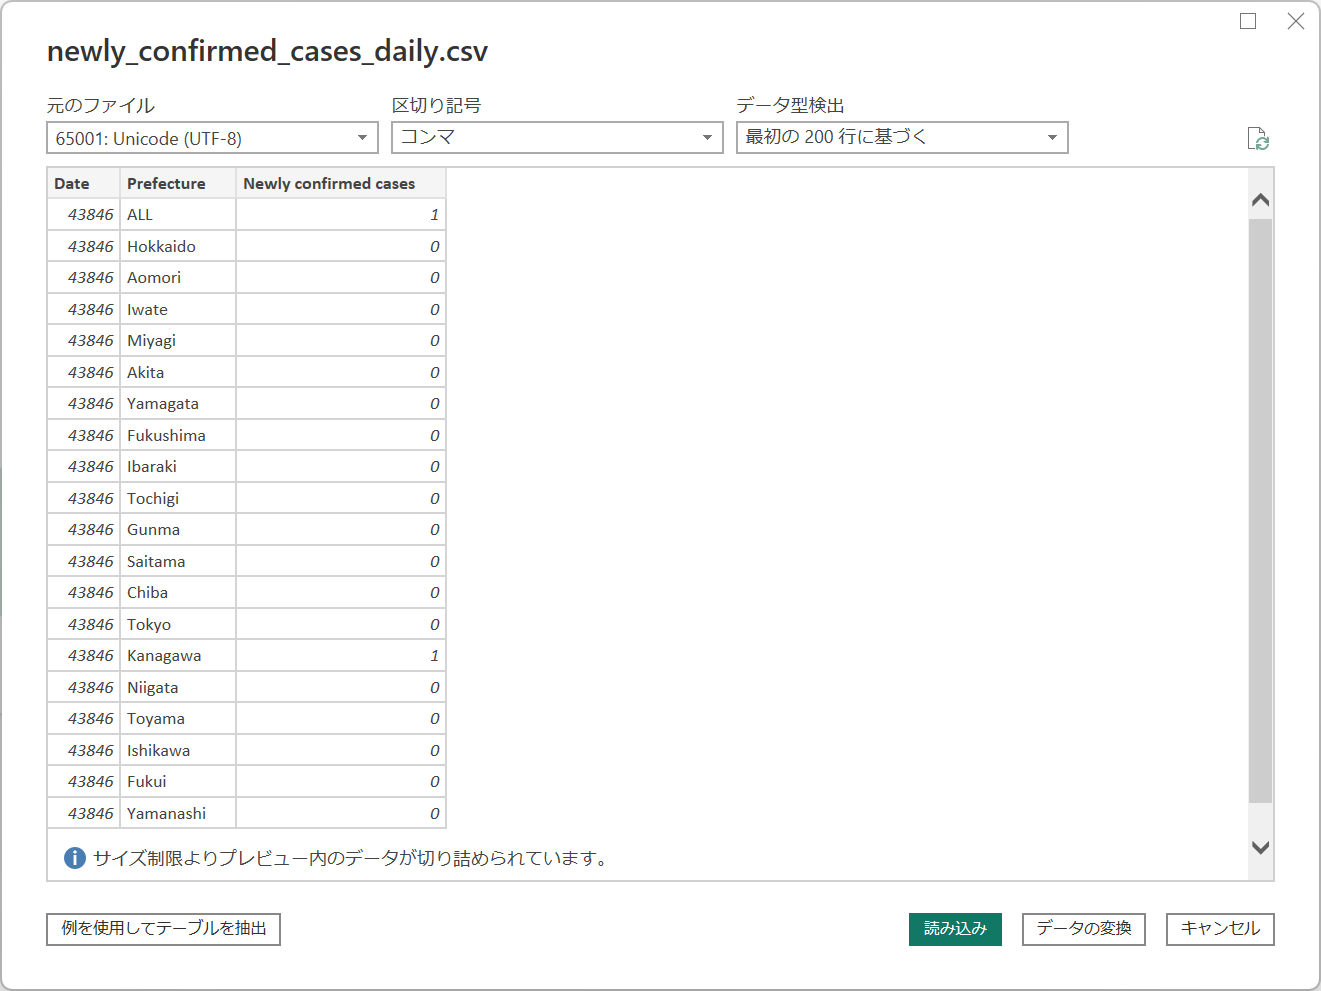 newly_confirmed_cases_daily.csv
元のファイル 区切り記号 データ型検出
65001: Unicode (UTF-8) コンマ 最初の 200 行に基づく
Date Prefecture Newly confirmed cases
43846 ALL 1
43846 Hokkaido 0
43846 Aomori 0
43846 Iwate 0
43846 Miyagi 0
43846 Akita 0
43846 Yamagata 0
43846 Fukushima 0
43846 Ibaraki 0
43846 Tochigi 0
43846 Gunma 0
43846 Saitama 0
43846 Chiba 0
43846 Tokyo 0
43846 Kanagawa 1
43846 Niigata 0
43846 Toyama 0
43846 Ishikawa 0
43846 Fukui 0
43846 Yamanashi 0
サイズ制限よりプレビュー内のデータが切り詰められています。
例を使用してテーブルを抽出 読み込み データの変換 キャンセル